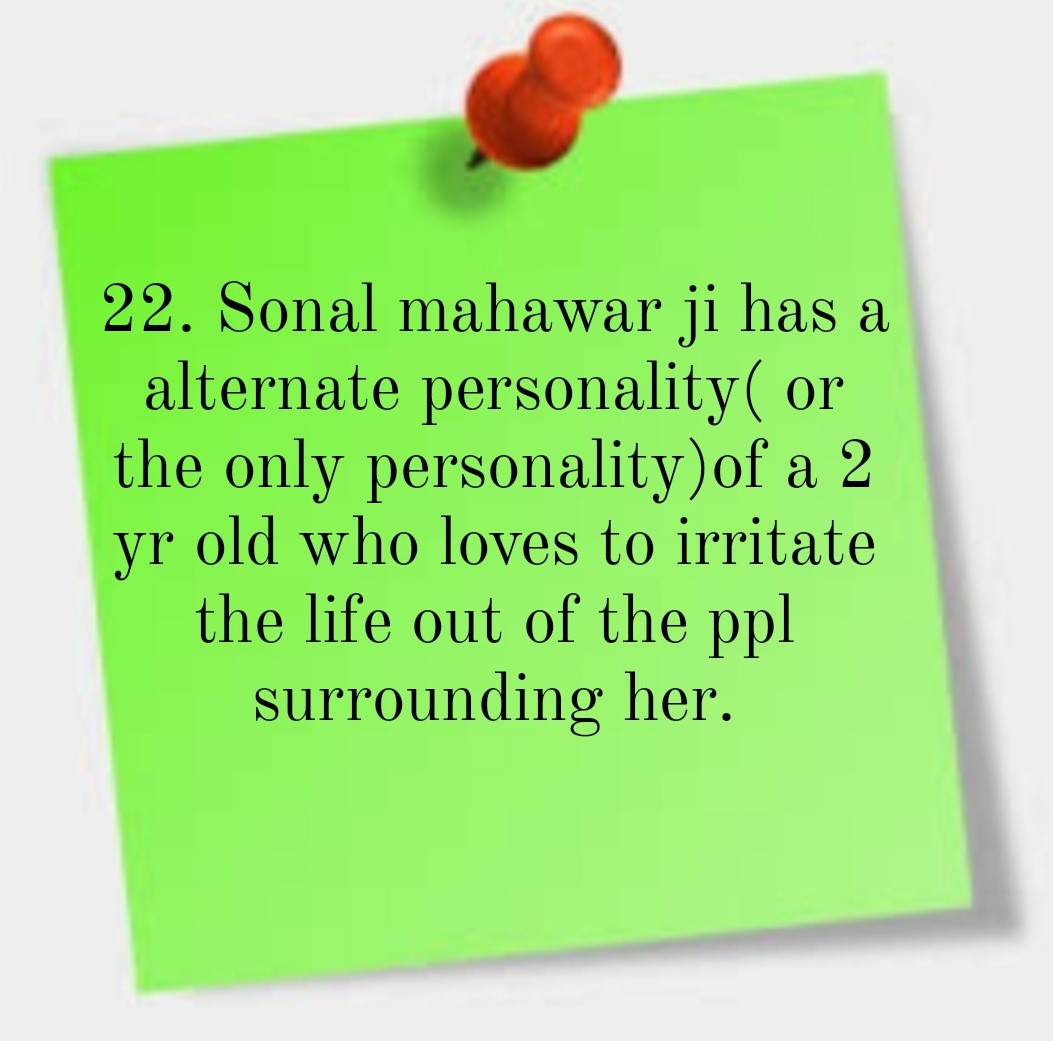 22. Sonal mahawar ji has a
alternate personality( or
the only personality)of a 2
yr old who loves to irritate
the life out of the ppl
surrounding her.